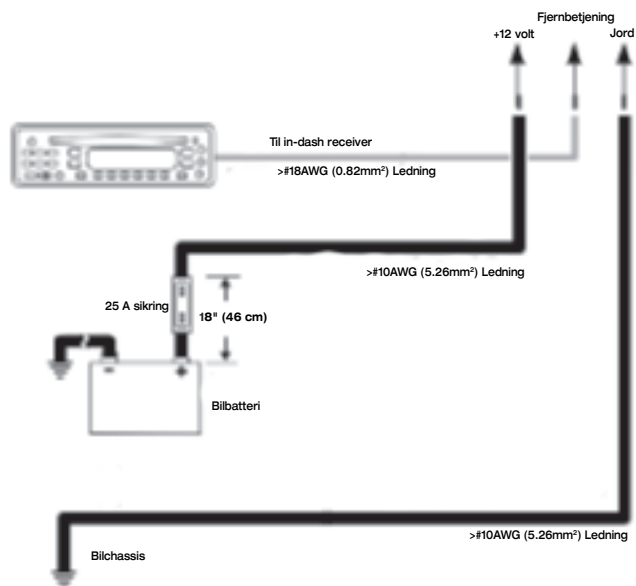 Fjernbetjening
+12 volt
Jord
Til in-dash receiver
>#18AWG (0.82mm²) Ledning
>#10AWG (5.26mm²) Ledning
25 A sikring
18" (46 cm)
Bilbatteri
>#10AWG (5.26mm²) Ledning
Bilchassis